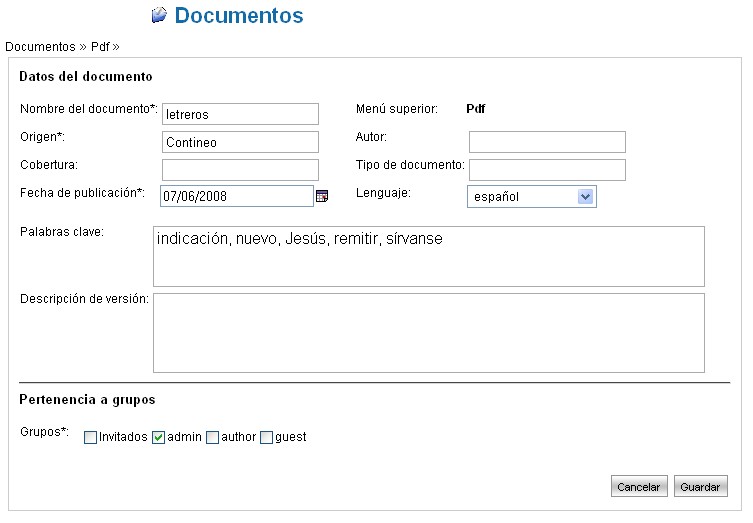 Documentos
Documentos » Pdf »
Datos del documento
Nombre del documento*: letreros Menú superior: Pdf
Origen*: Contineo Autor:
Cobertura: Tipo de documento:
Fecha de publicación*: 07/06/2008 Lenguaje: español
Palabras clave: indicación, nuevo, Jesús, remitir, sírvanse
Descripción de versión:
Pertenencia a grupos
Grupos*: Invitados admin author guest
Cancelar Guardar